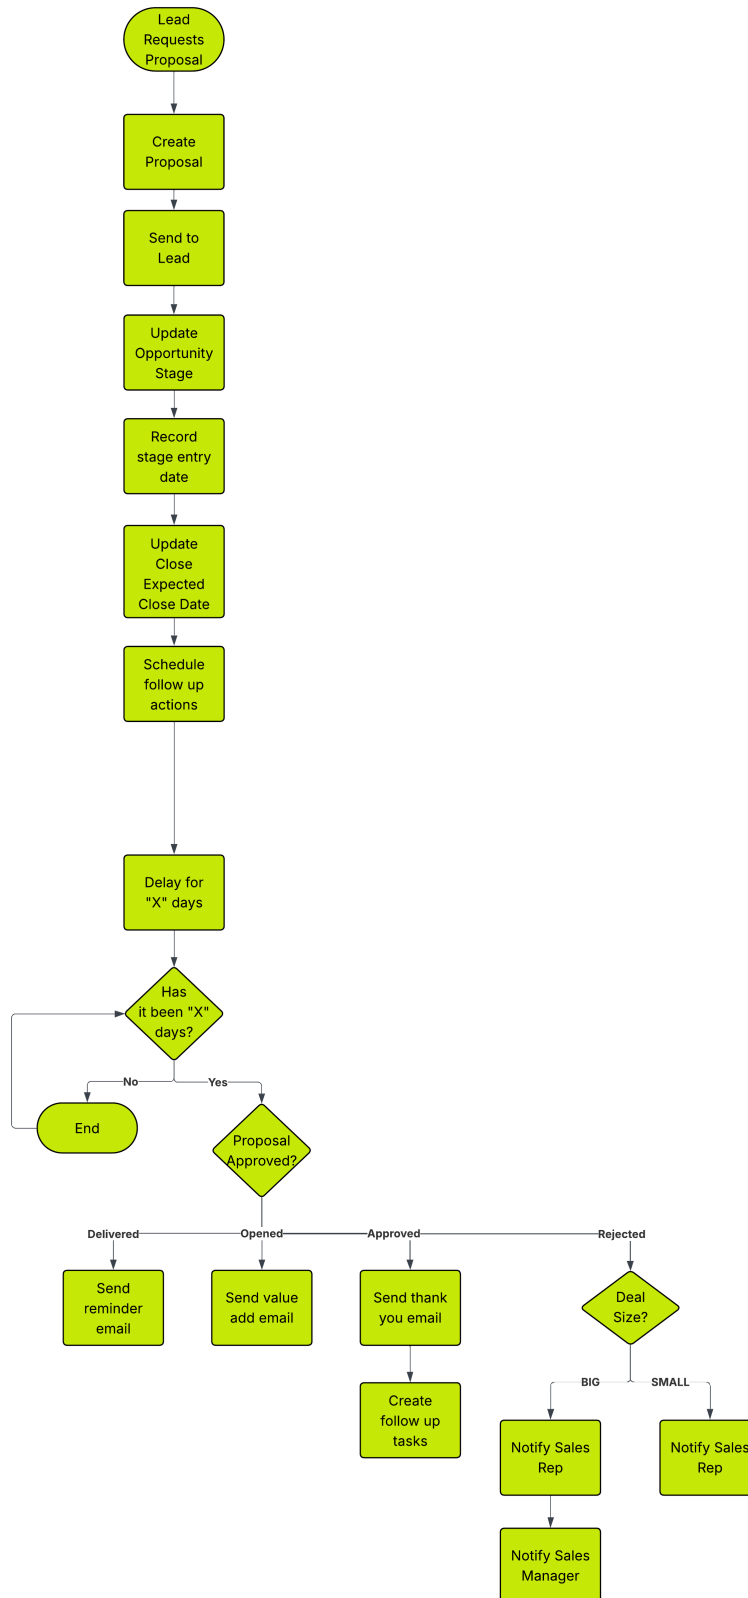 Lead
Requests
Proposal
Create
Proposal
Send to
Lead
Update
Opportunity
Stage
Record
stage entry
date
Update
Close
Expected
Close Date
Schedule
follow up
actions
Delay for
"X" days
Has
it been "X"
days?
No
Yes
End
Proposal
Approved?
Delivered
Opened
Approved
Rejected
Send
reminder
email
Send value
add email
Send thank
you email
Deal
Size?
BIG
SMALL
Create
follow up
tasks
Notify Sales
Rep
Notify Sales
Rep
Notify Sales
Manager